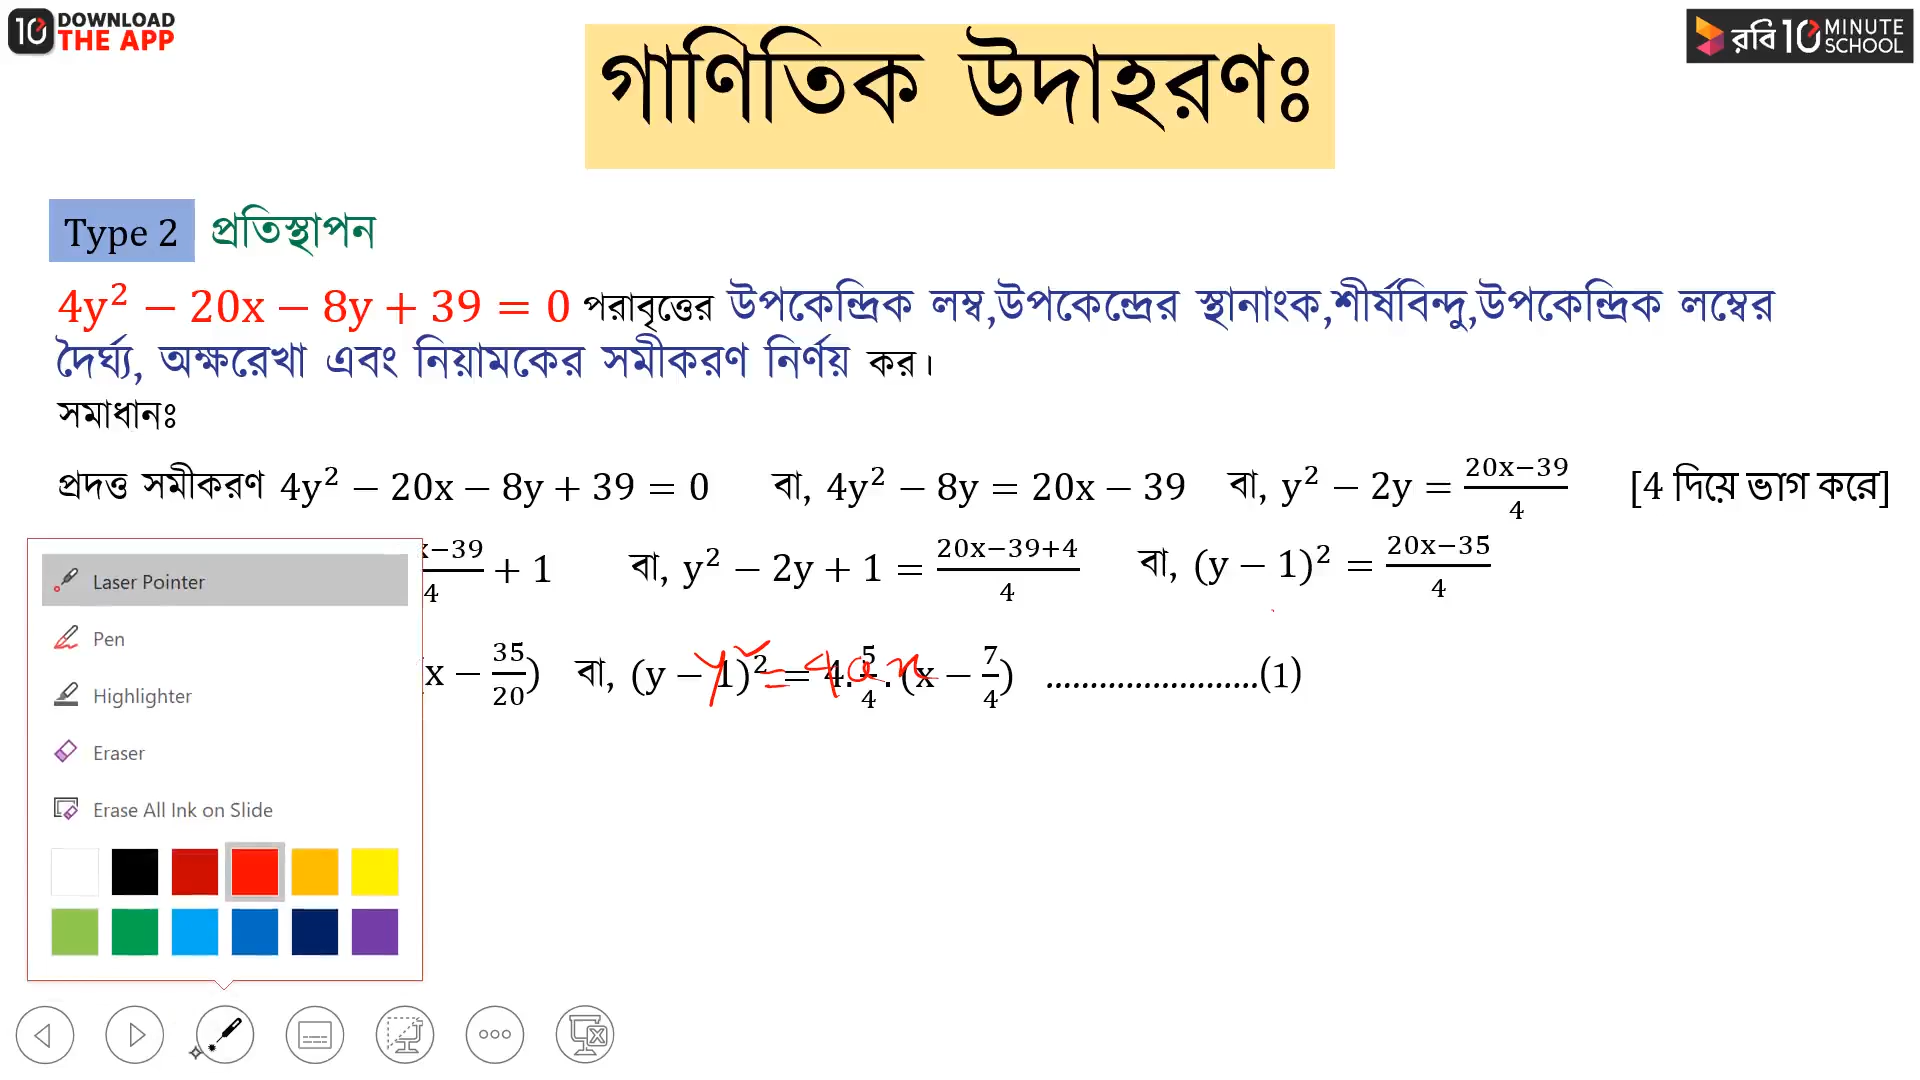 DOWNLOAD
THE APP
রবি 10 MINUTE SCHOOL
গাণিতিক উদাহরণঃ
Type 2 প্রতিস্থাপন
4y² − 20x − 8y + 39 = 0 পরাবৃত্তের উপকেন্দ্রিক লম্ব,উপকেন্দ্রের স্থানাংক,শীর্ষবিন্দু,উপকেন্দ্রিক লম্বের
দৈর্ঘ্য, অক্ষরেখা এবং নিয়ামকের সমীকরণ নির্ণয় কর।
সমাধানঃ
প্রদত্ত সমীকরণ 4y² − 20x − 8y + 39 = 0 বা, 4y² − 8y = 20x − 39 বা, y² − 2y = (20x−39)/4 [4 দিয়ে ভাগ করে]
x−39/4 + 1 বা, y² − 2y + 1 = (20x−39+4)/4 বা, (y − 1)² = (20x−35)/4
(x − 35/20) বা, (y − 1)² = 4. 5/4 . (x − 7/4) ........................(1)
y² = 4ax
Laser Pointer
Pen
Highlighter
Eraser
Erase All Ink on Slide